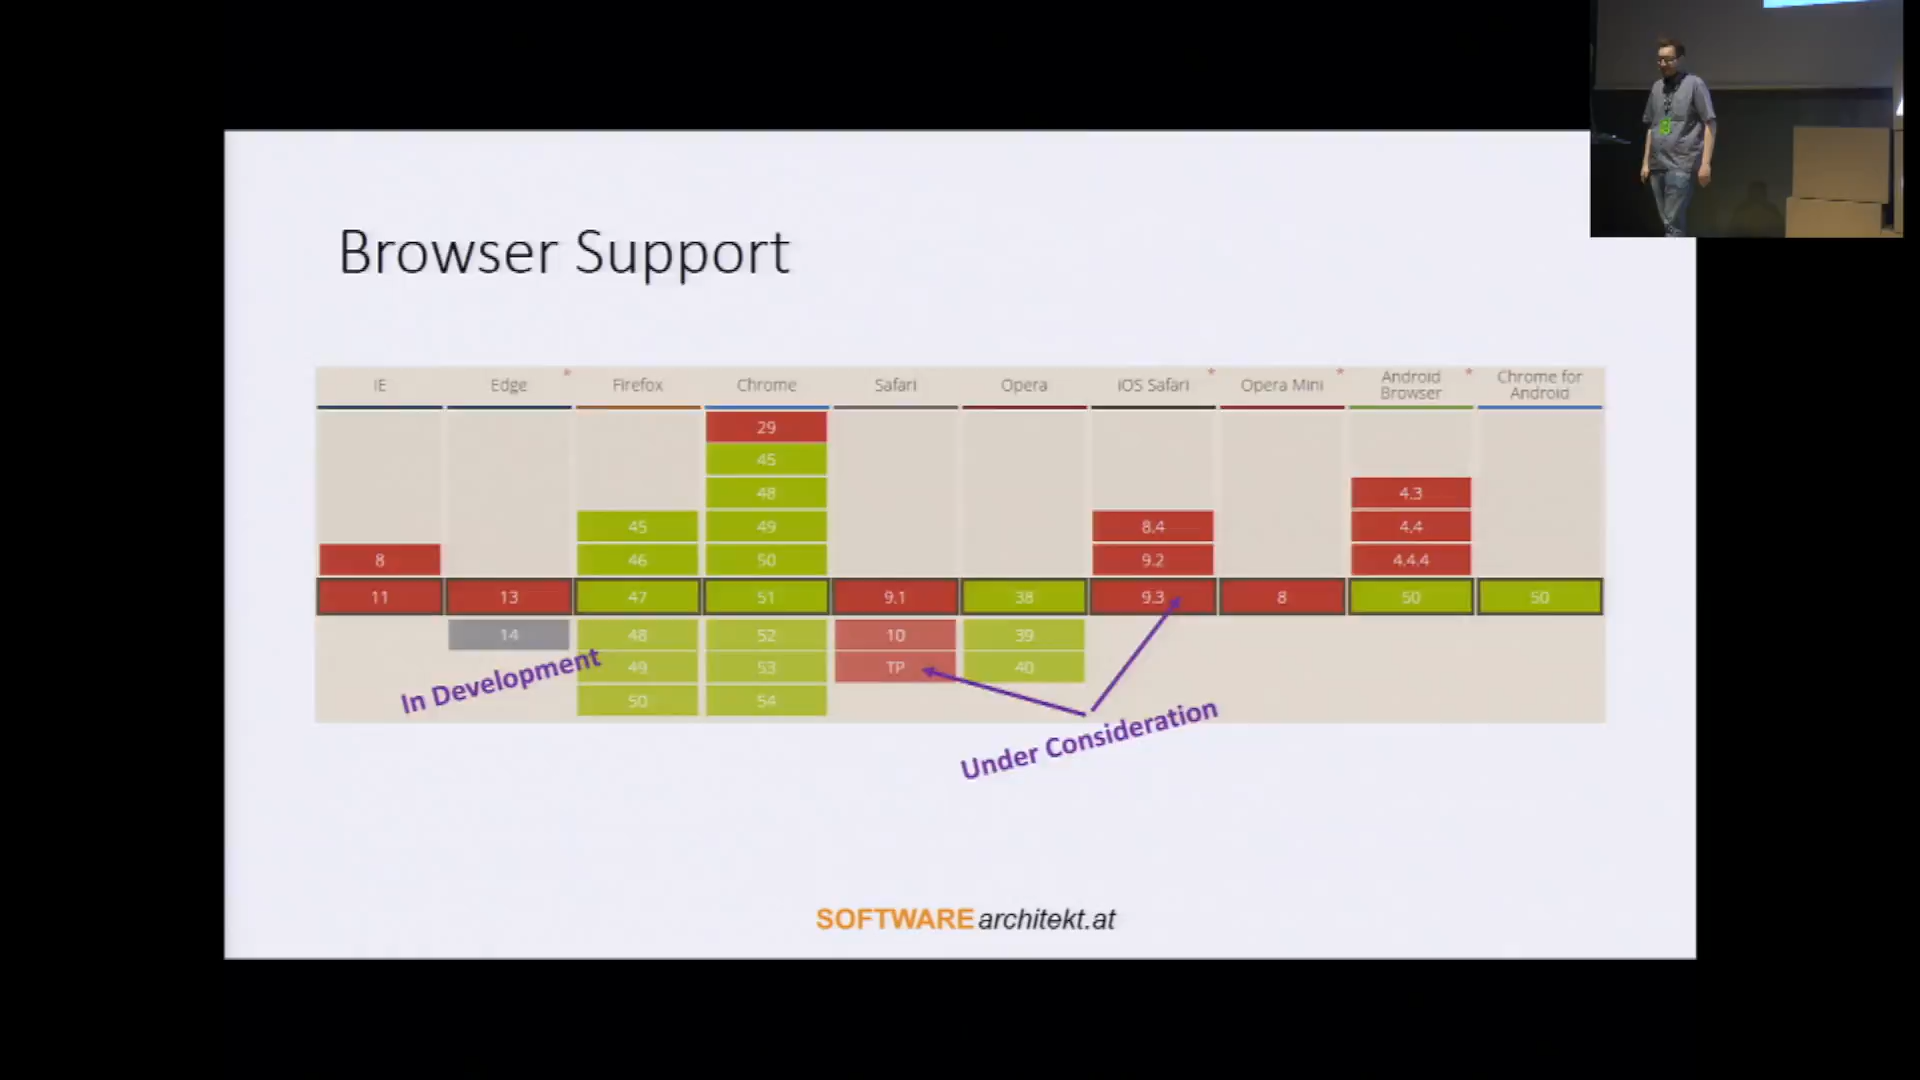 Browser Support
IE Edge * Firefox Chrome Safari Opera iOS Safari * Opera Mini * Android Browser * Chrome for Android
29
45
48 4.3
45 49 8.4 4.4
8 46 50 9.2 4.4.4
11 13 47 51 9.1 38 9.3 8 50 50
14 48 52 10 39
49 53 TP 40
50 54
In Development
Under Consideration
SOFTWAREarchitekt.at